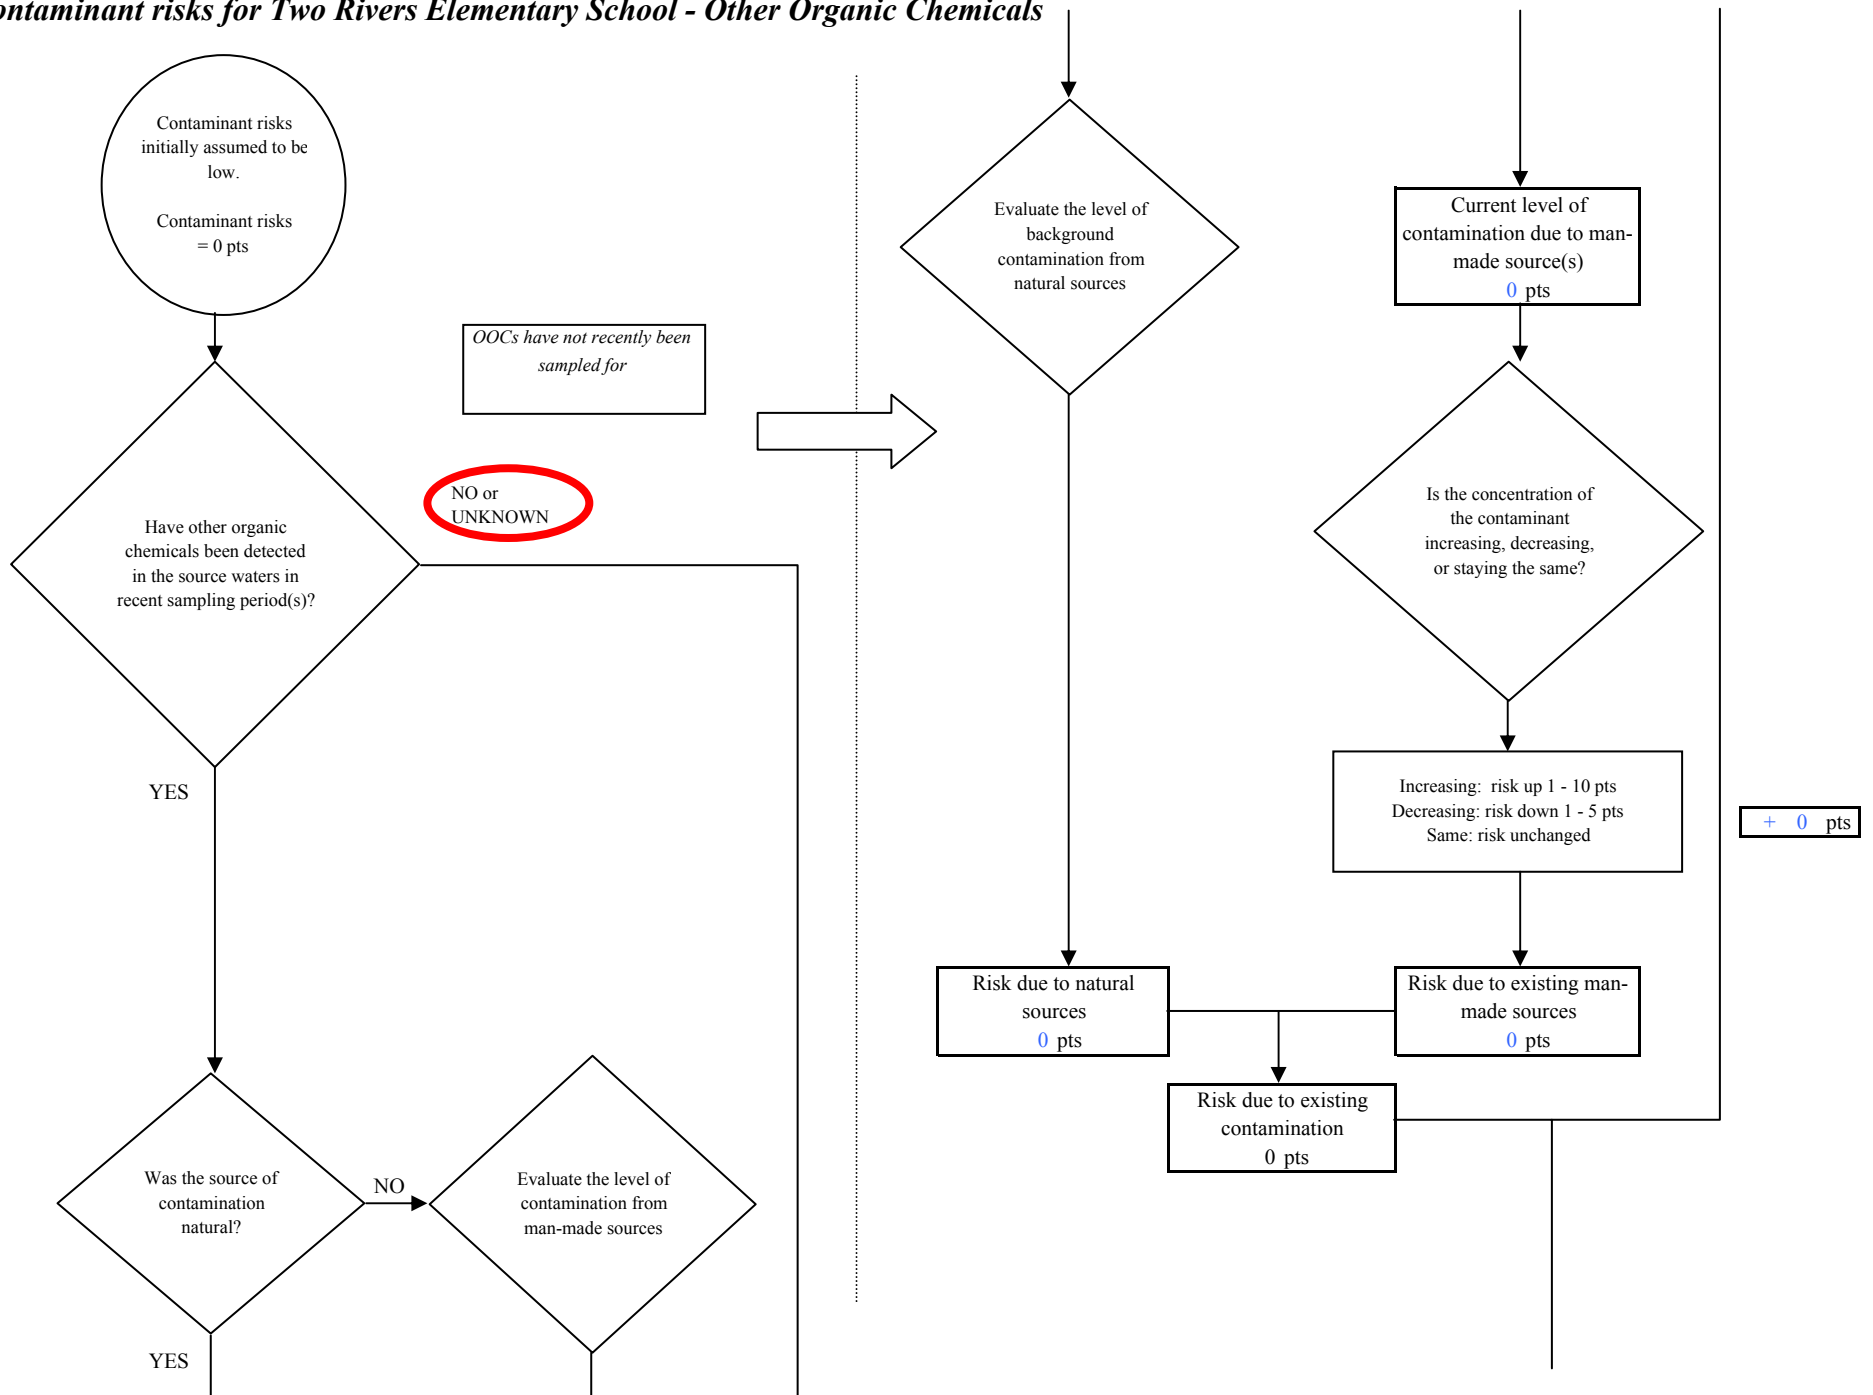 ontaminant risks for Two Rivers Elementary School - Other Organic Chemicals
Contaminant risks
initially assumed to be
low.
Contaminant risks
= 0 pts
OOCs have not recently been
sampled for
NO or
UNKNOWN
Have other organic
chemicals been detected
in the source waters in
recent sampling period(s)?
YES
Was the source of
contamination
natural?
NO
Evaluate the level of
contamination from
man-made sources
YES
Evaluate the level of
background
contamination from
natural sources
Current level of
contamination due to man-
made source(s)
0 pts
Is the concentration of
the contaminant
increasing, decreasing,
or staying the same?
Increasing: risk up 1 - 10 pts
Decreasing: risk down 1 - 5 pts
Same: risk unchanged
+ 0 pts
Risk due to natural
sources
0 pts
Risk due to existing man-
made sources
0 pts
Risk due to existing
contamination
0 pts